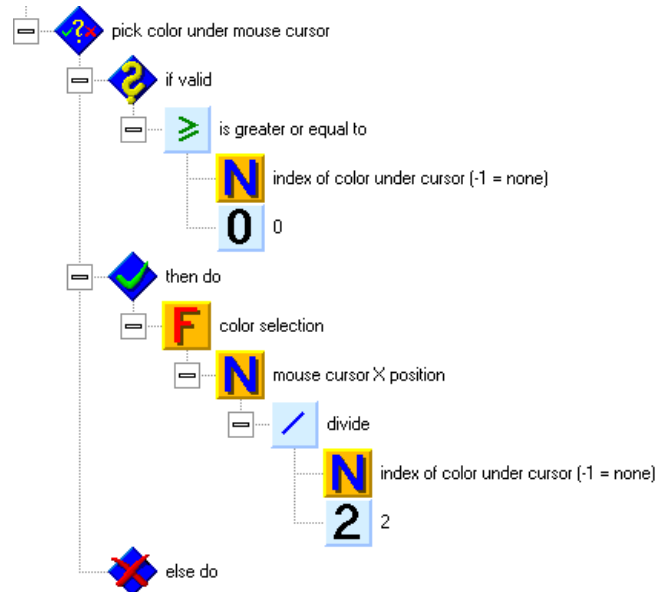 pick color under mouse cursor
if valid
≥ is greater or equal to
N index of color under cursor (-1 = none)
0 0
then do
F color selection
N mouse cursor X position
/ divide
N index of color under cursor (-1 = none)
2 2
else do